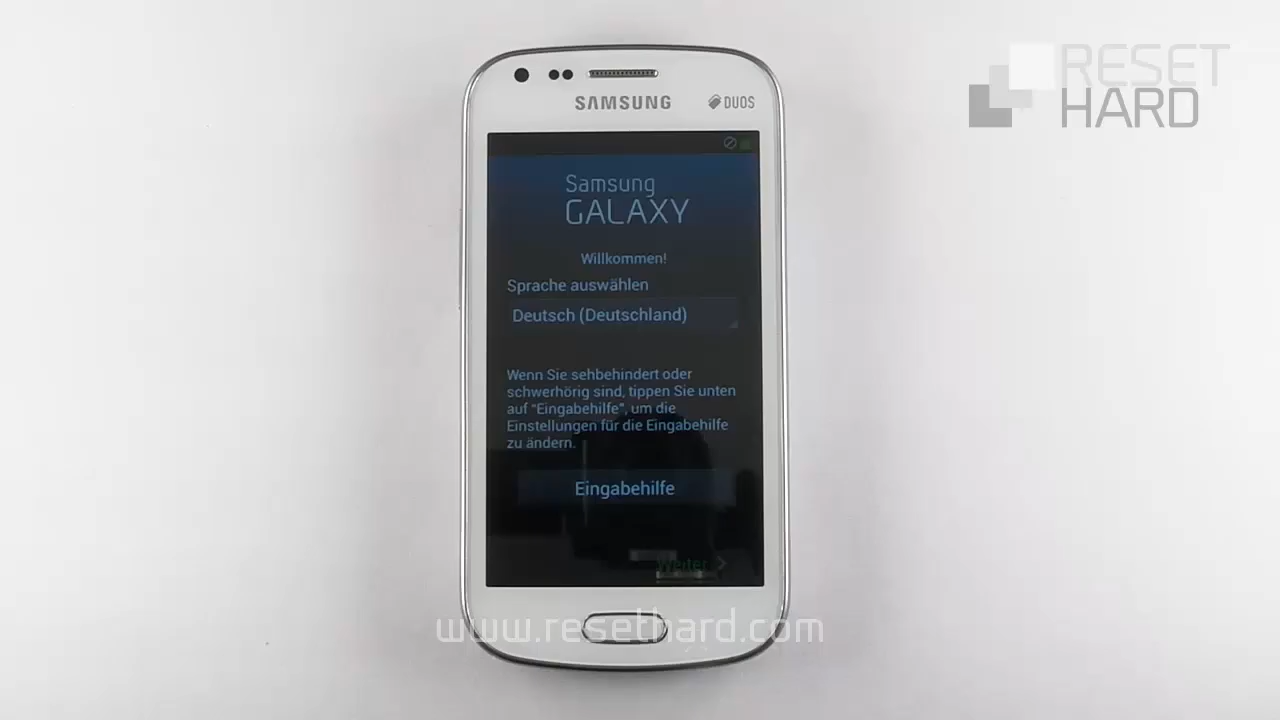 RESET
HARD
SAMSUNG
DUOS
Samsung
GALAXY
Willkommen!
Sprache auswählen
Deutsch (Deutschland)
Wenn Sie sehbehindert oder
schwerhörig sind, tippen Sie unten
auf "Eingabehilfe", um die
Einstellungen für die Eingabehilfe
zu ändern.
Eingabehilfe
Weiter
www.resethard.com